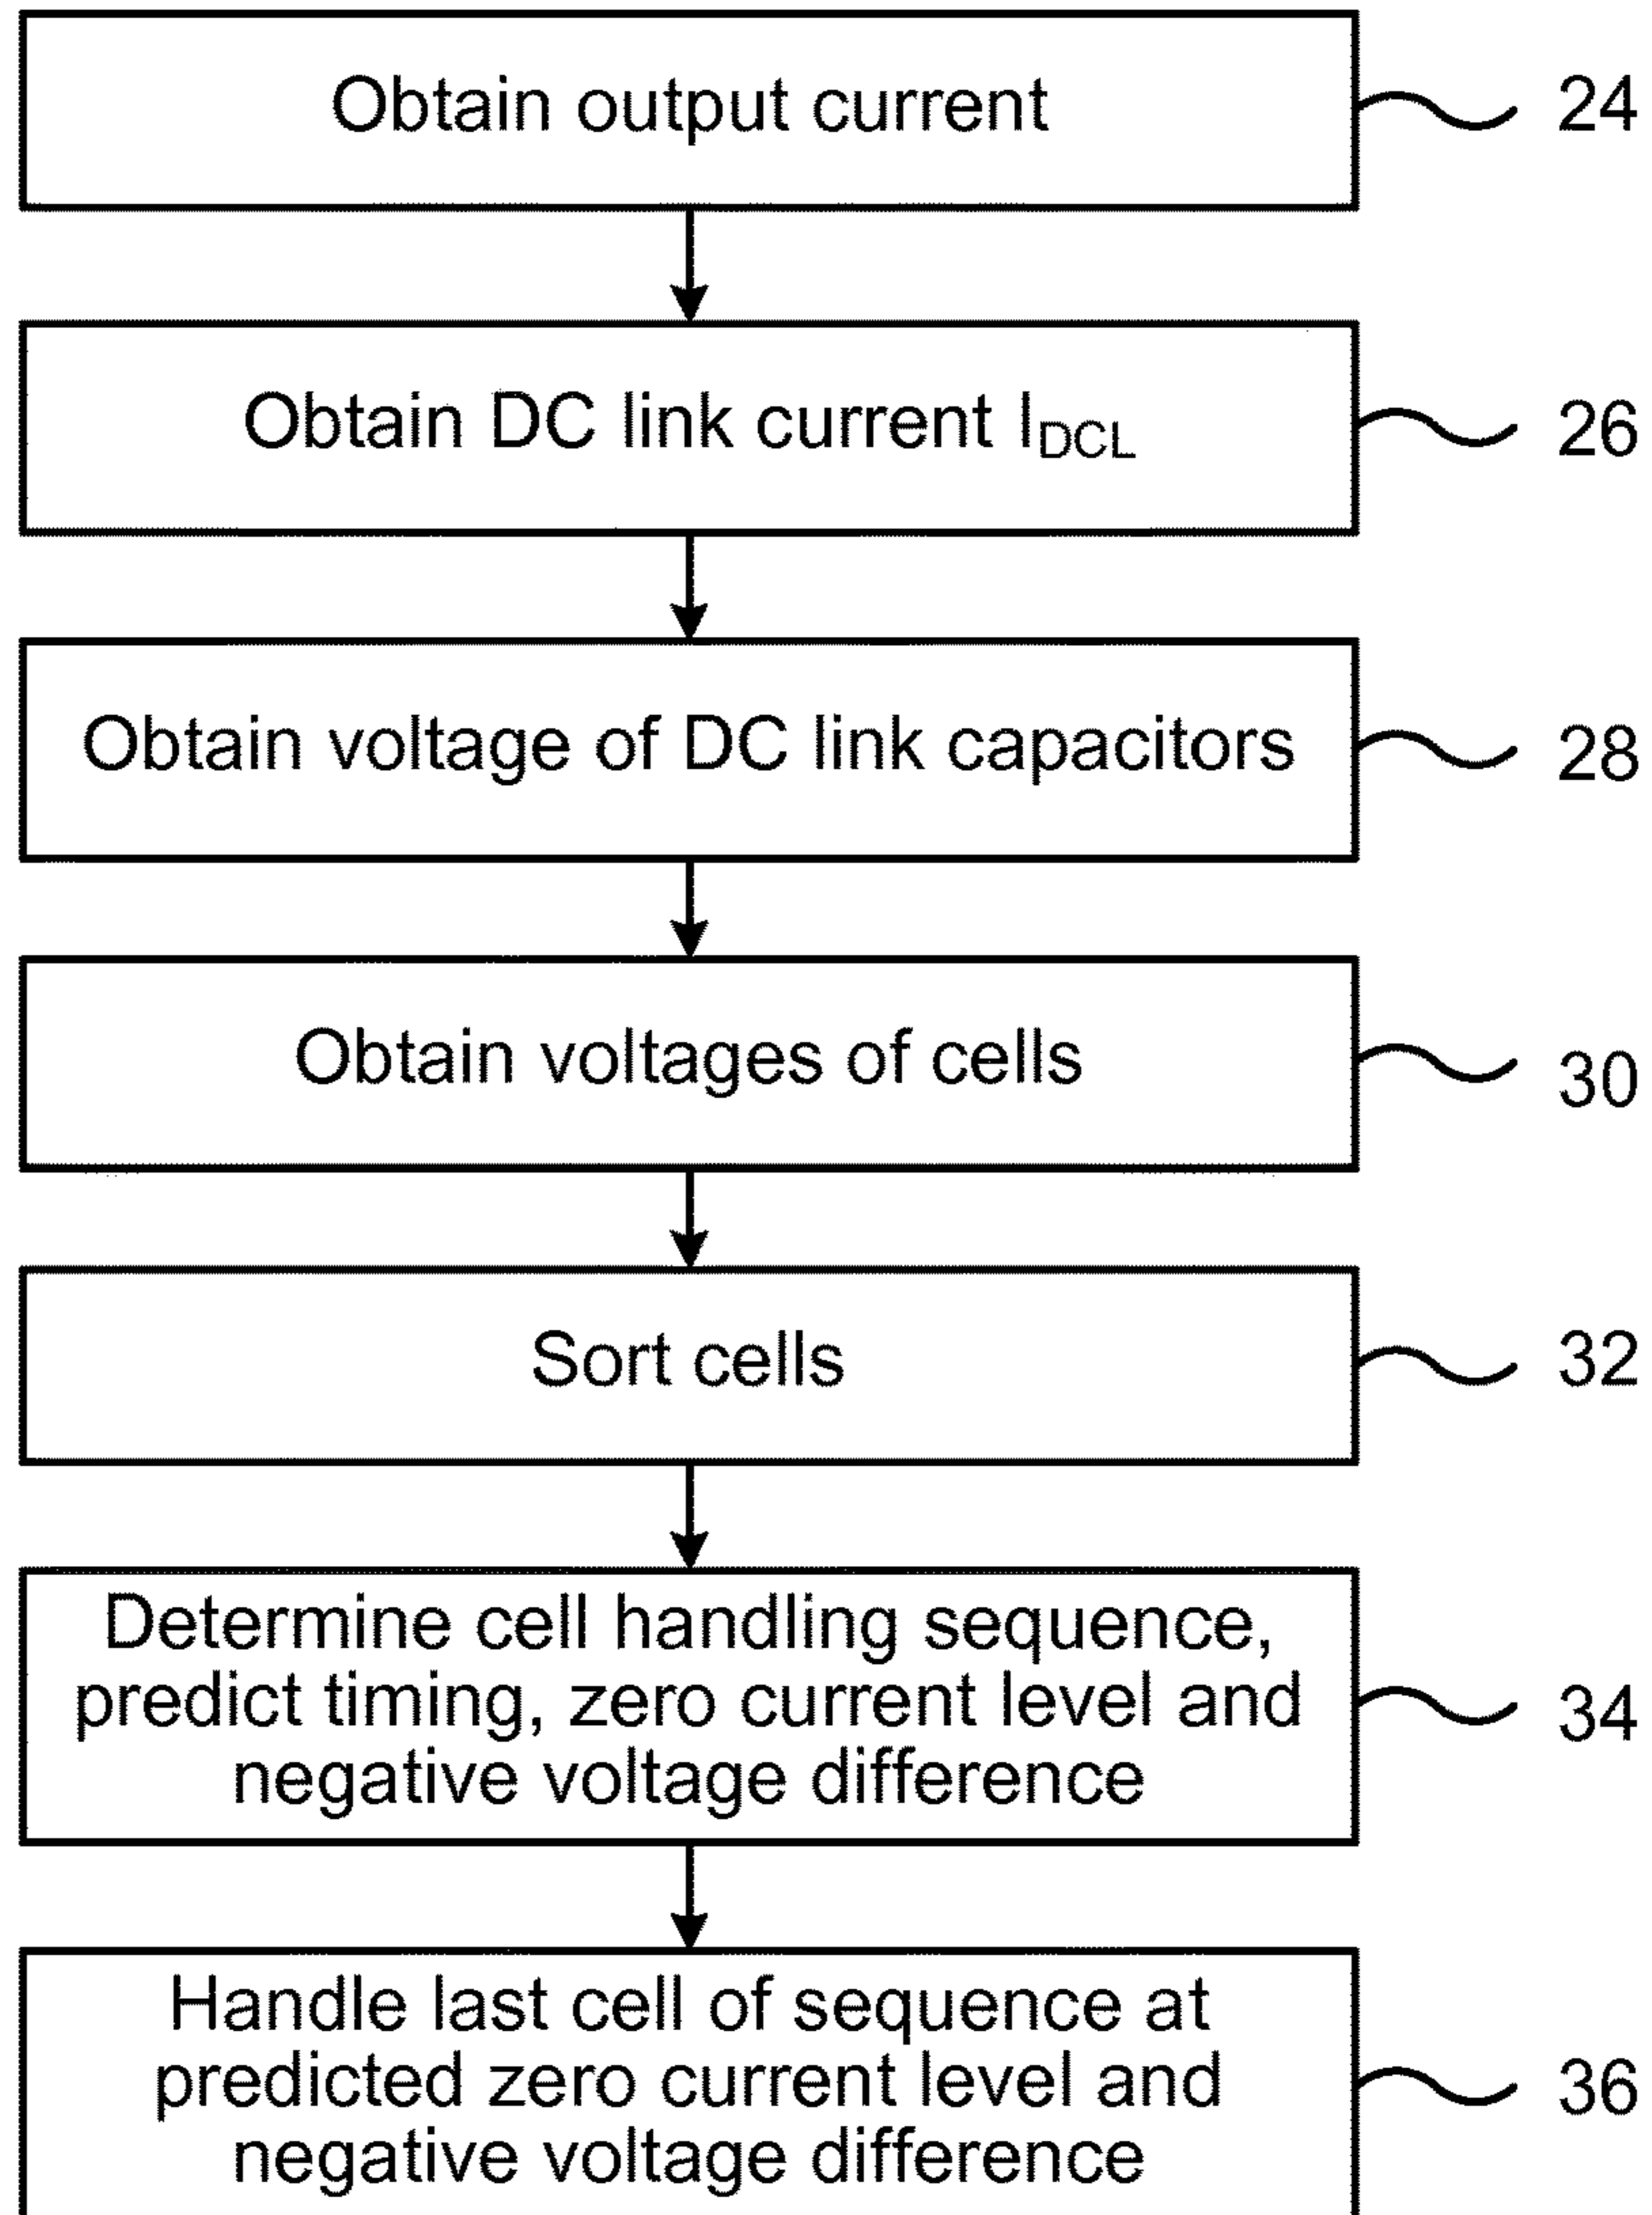 Obtain output current
24
Obtain DC link current I_DCL
26
Obtain voltage of DC link capacitors
28
Obtain voltages of cells
30
Sort cells
32
Determine cell handling sequence,
predict timing, zero current level and
negative voltage difference
34
Handle last cell of sequence at
predicted zero current level and
negative voltage difference
36